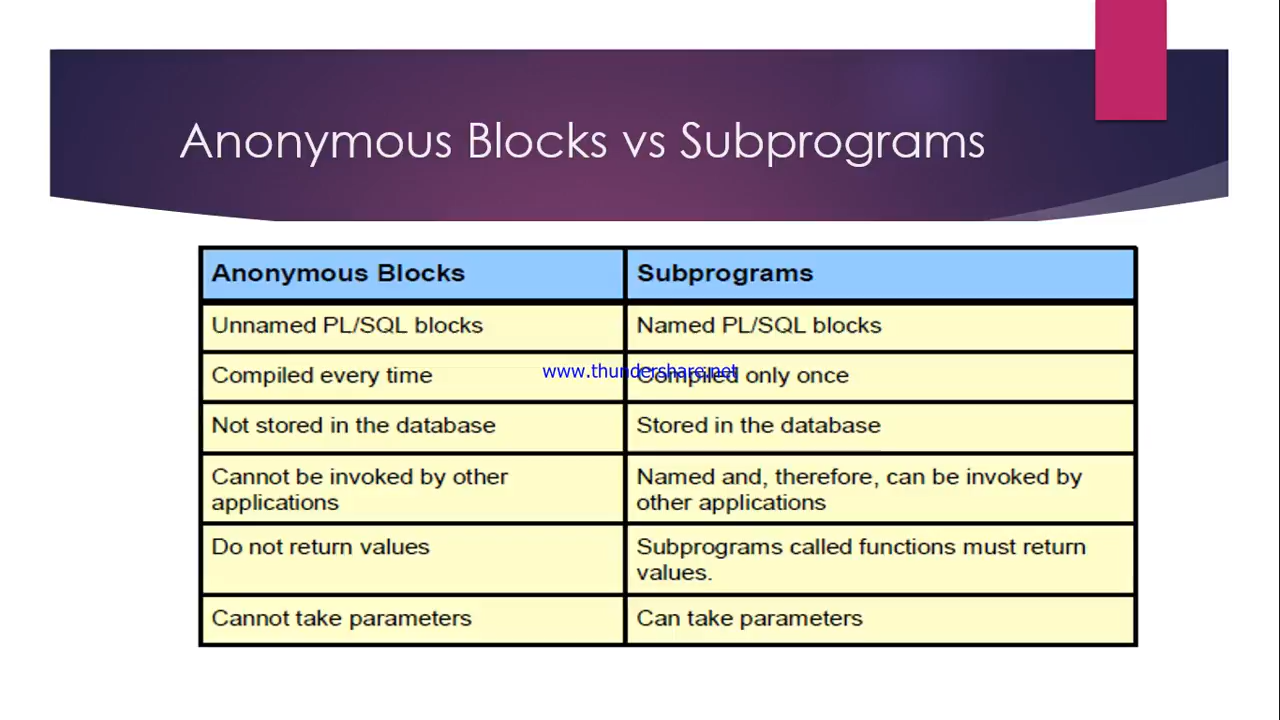 Anonymous Blocks vs Subprograms
Anonymous Blocks
Subprograms
Unnamed PL/SQL blocks
Named PL/SQL blocks
Compiled every time
www.thundershare.net
Compiled only once
Not stored in the database
Stored in the database
Cannot be invoked by other
applications
Named and, therefore, can be invoked by
other applications
Do not return values
Subprograms called functions must return
values.
Cannot take parameters
Can take parameters